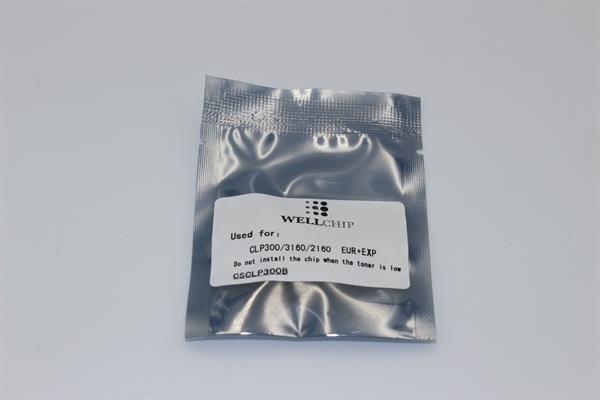 WELLCHIP
Used for:
CLP300/3160/2160 EUR+EXP
Do not install the chip when the toner is low
CSCLP300B